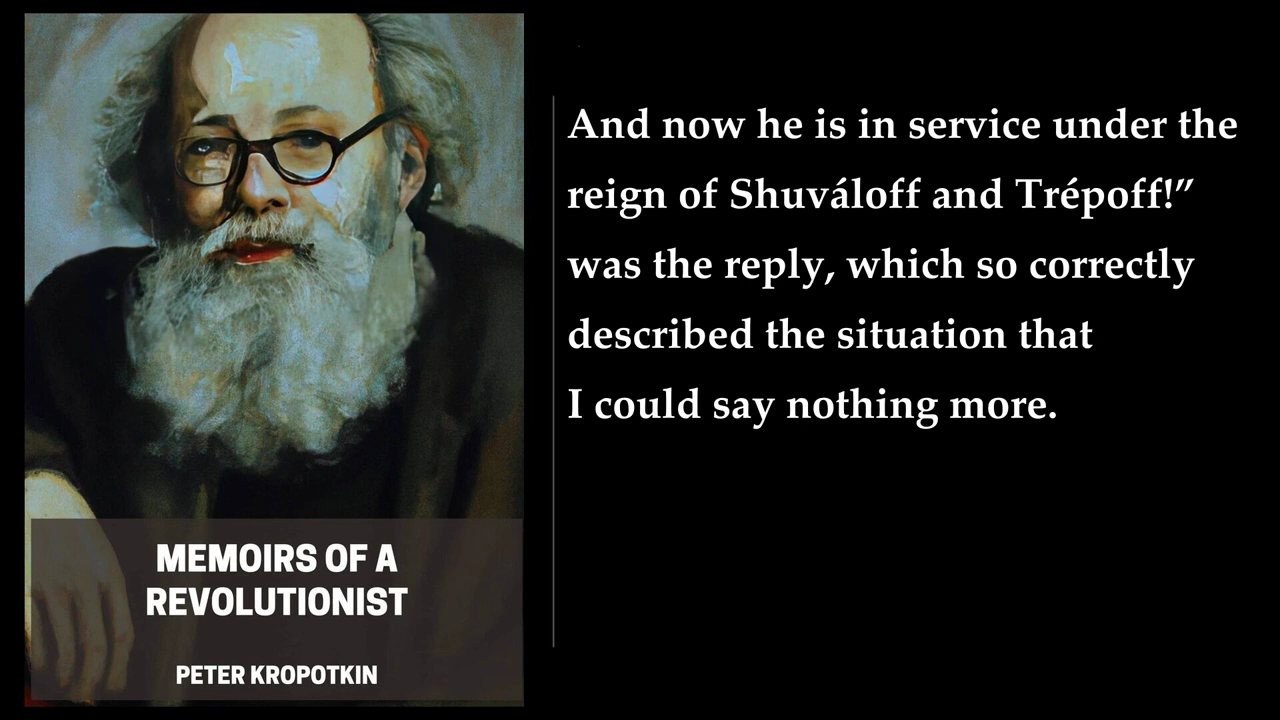 And now he is in service under the
reign of Shuváloff and Trépoff!”
was the reply, which so correctly
described the situation that
I could say nothing more.
MEMOIRS OF A
REVOLUTIONIST
PETER KROPOTKIN